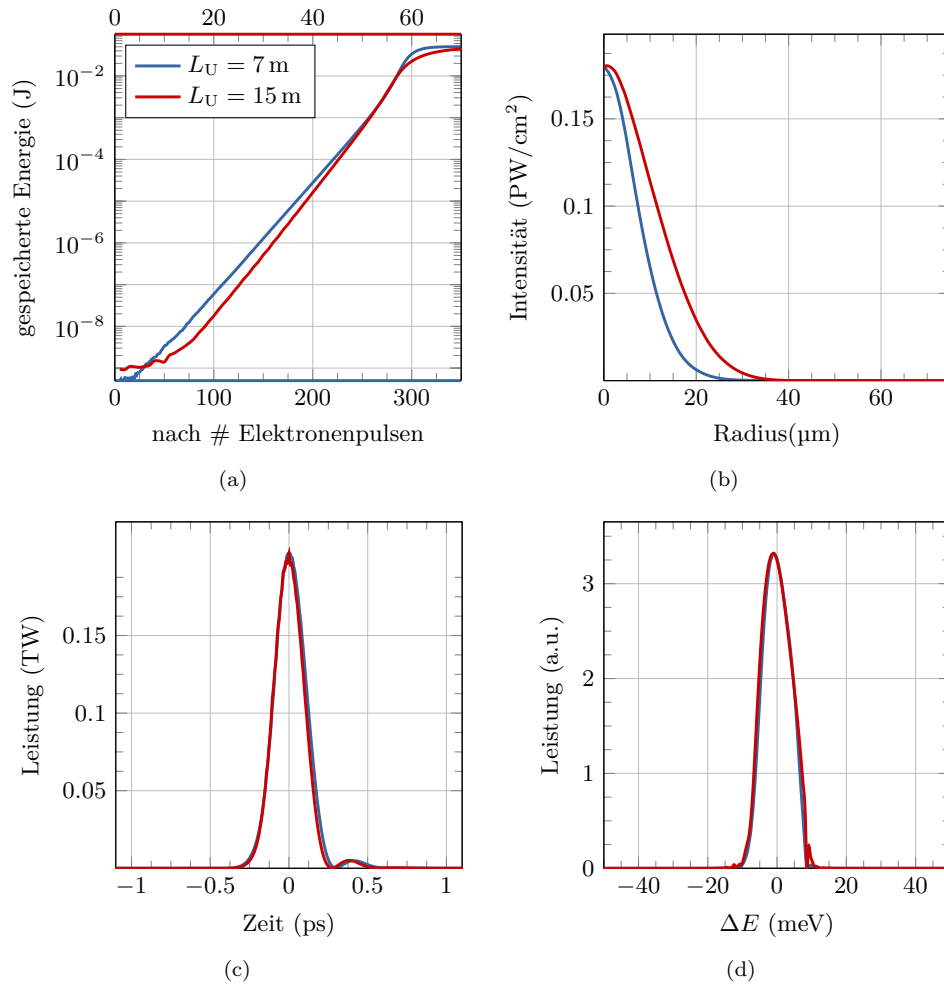 0 20 40 60
10⁻²
10⁻⁴
10⁻⁶
10⁻⁸
gespeicherte Energie (J)
L_U = 7 m
L_U = 15 m
0 100 200 300
nach # Elektronenpulsen
(a)
0.15
0.1
0.05
Intensität (PW/cm²)
0 20 40 60
Radius(µm)
(b)
0.15
0.1
0.05
Leistung (TW)
−1 −0.5 0 0.5 1
Zeit (ps)
(c)
3
2
1
0
Leistung (a.u.)
−40 −20 0 20 40
ΔE (meV)
(d)